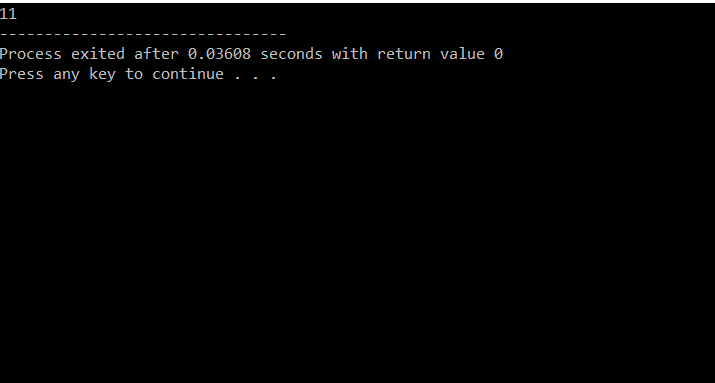 11
--------------------------------
Process exited after 0.03608 seconds with return value 0
Press any key to continue . . .